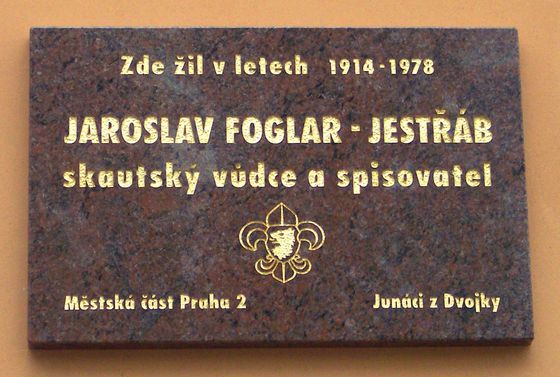 Zde žil v letech 1914-1978
JAROSLAV FOGLAR - JESTŘÁB
skautský vůdce a spisovatel
Městská část Praha 2 Junáci z Dvojky